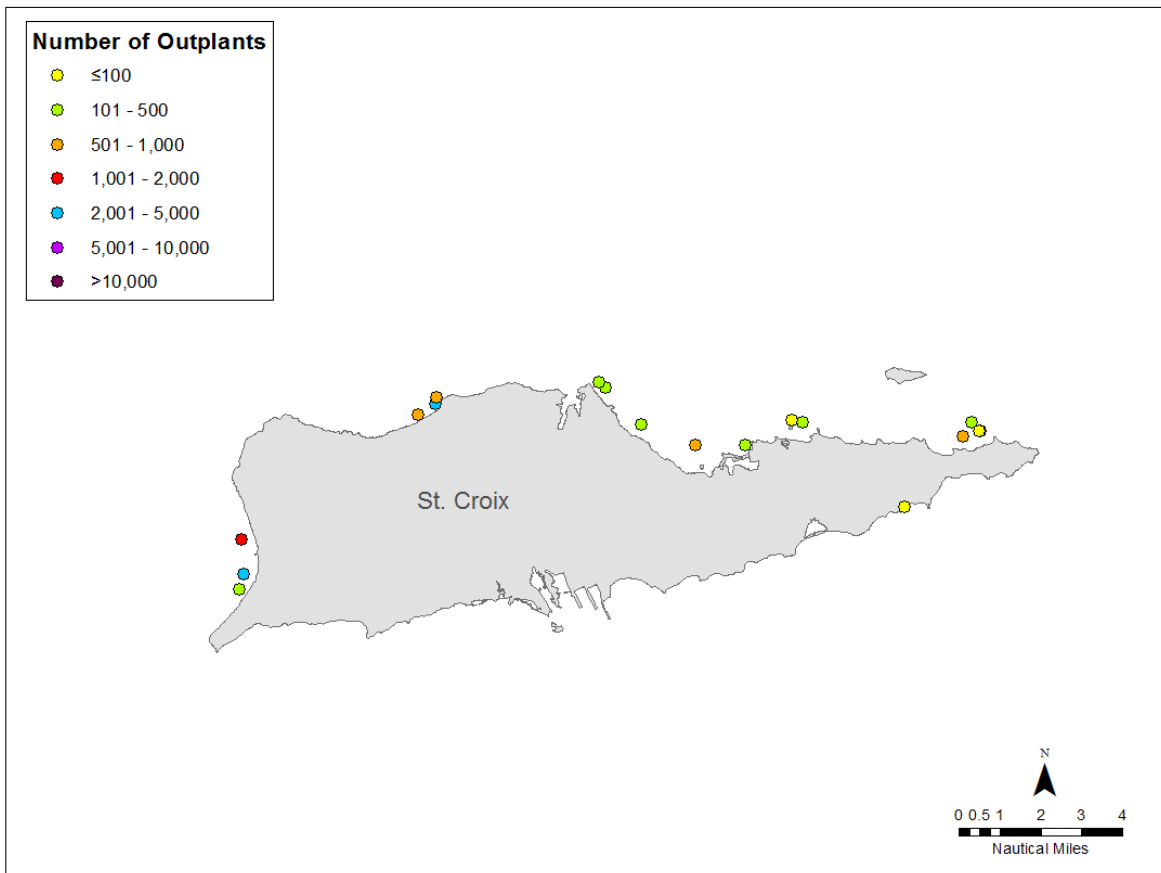 Number of Outplants
≤100
101 - 500
501 - 1,000
1,001 - 2,000
2,001 - 5,000
5,001 - 10,000
>10,000
St. Croix
N
0 0.5 1 2 3 4
Nautical Miles